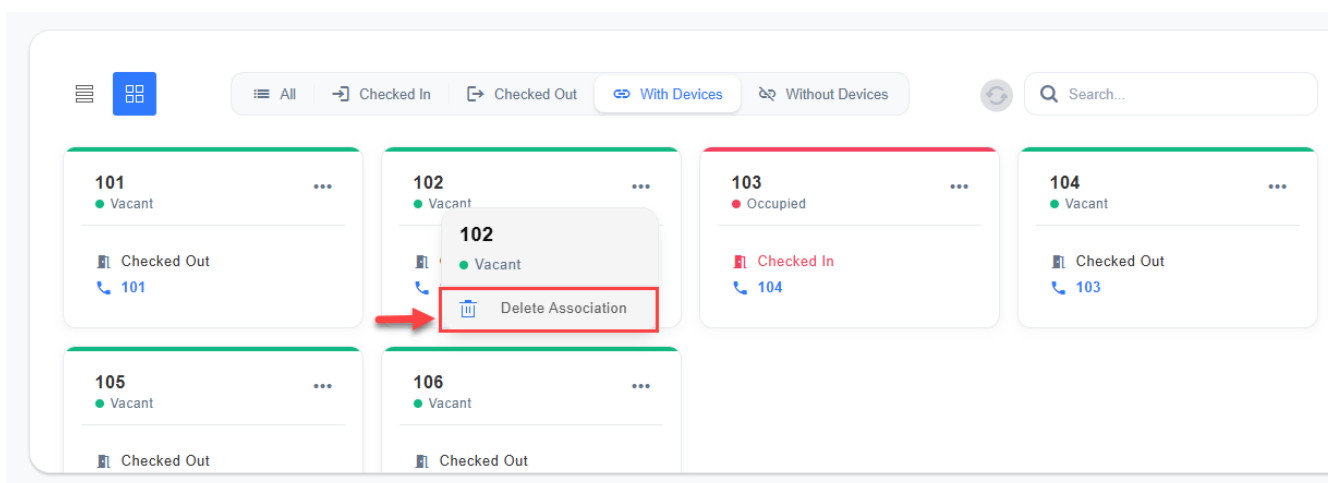 All Checked In Checked Out With Devices Without Devices Search...
101 ... 102 ... 103 ... 104 ...
Vacant Vacant Occupied Vacant
102
Vacant
Checked Out Checked In Checked Out
101 104 103
Delete Association
105 ... 106 ...
Vacant Vacant
Checked Out Checked Out